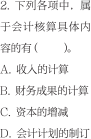 2. 下列各项中，属
于会计核算具体内
容的有(　　)。
A. 收入的计算
B. 财务成果的计算
C. 资本的增减
D. 会计计划的制订